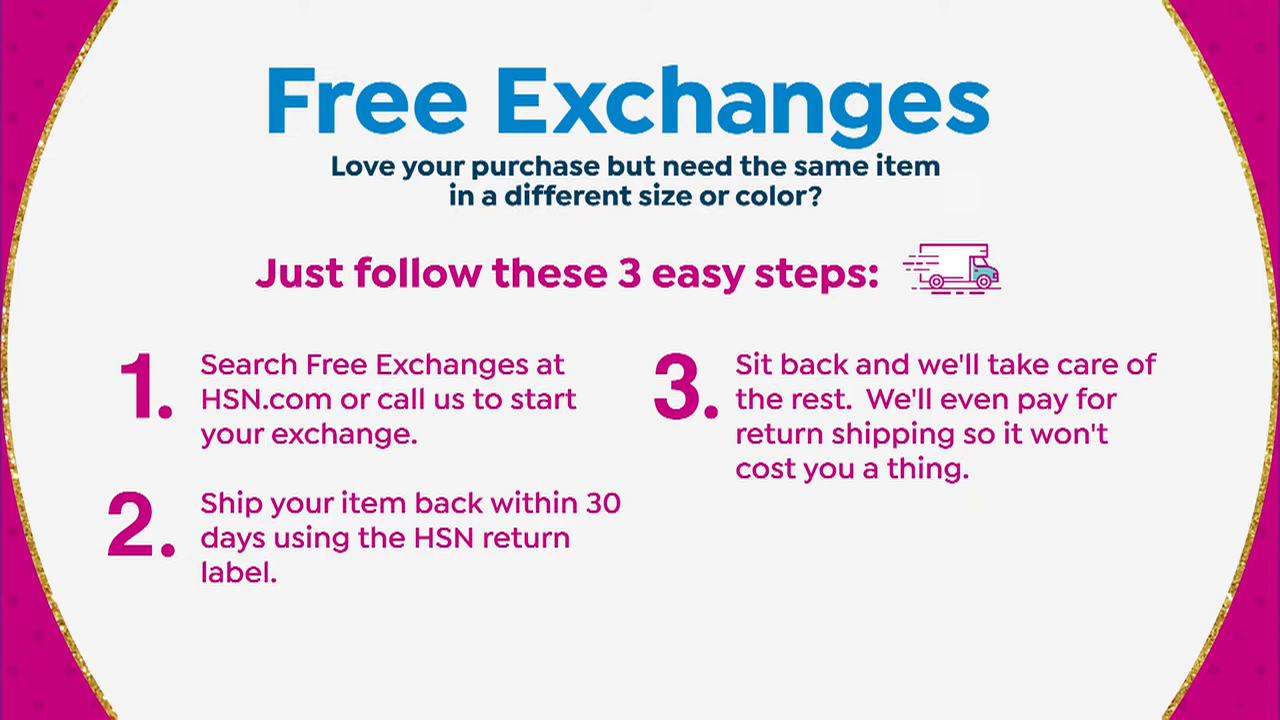 Free Exchanges
Love your purchase but need the same item
in a different size or color?
Just follow these 3 easy steps:
1. Search Free Exchanges at
HSN.com or call us to start
your exchange.
2. Ship your item back within 30
days using the HSN return
label.
3. Sit back and we'll take care of
the rest.  We'll even pay for
return shipping so it won't
cost you a thing.